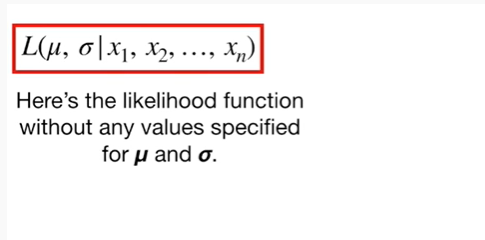 L(μ, σ|x₁, x₂, …, xₙ)
Here’s the likelihood function
without any values specified
for μ and σ.